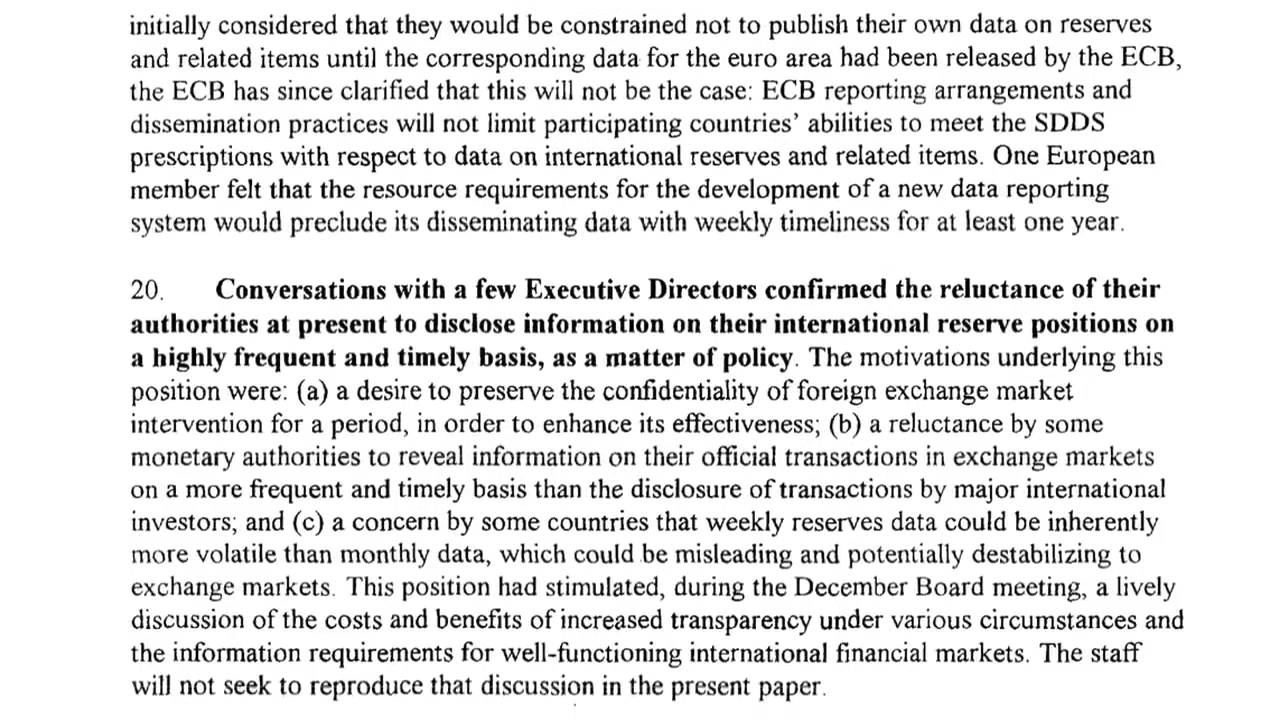 initially considered that they would be constrained not to publish their own data on reserves
and related items until the corresponding data for the euro area had been released by the ECB,
the ECB has since clarified that this will not be the case: ECB reporting arrangements and
dissemination practices will not limit participating countries’ abilities to meet the SDDS
prescriptions with respect to data on international reserves and related items. One European
member felt that the resource requirements for the development of a new data reporting
system would preclude its disseminating data with weekly timeliness for at least one year.
20. Conversations with a few Executive Directors confirmed the reluctance of their
authorities at present to disclose information on their international reserve positions on
a highly frequent and timely basis, as a matter of policy. The motivations underlying this
position were: (a) a desire to preserve the confidentiality of foreign exchange market
intervention for a period, in order to enhance its effectiveness; (b) a reluctance by some
monetary authorities to reveal information on their official transactions in exchange markets
on a more frequent and timely basis than the disclosure of transactions by major international
investors; and (c) a concern by some countries that weekly reserves data could be inherently
more volatile than monthly data, which could be misleading and potentially destabilizing to
exchange markets. This position had stimulated, during the December Board meeting, a lively
discussion of the costs and benefits of increased transparency under various circumstances and
the information requirements for well-functioning international financial markets. The staff
will not seek to reproduce that discussion in the present paper.